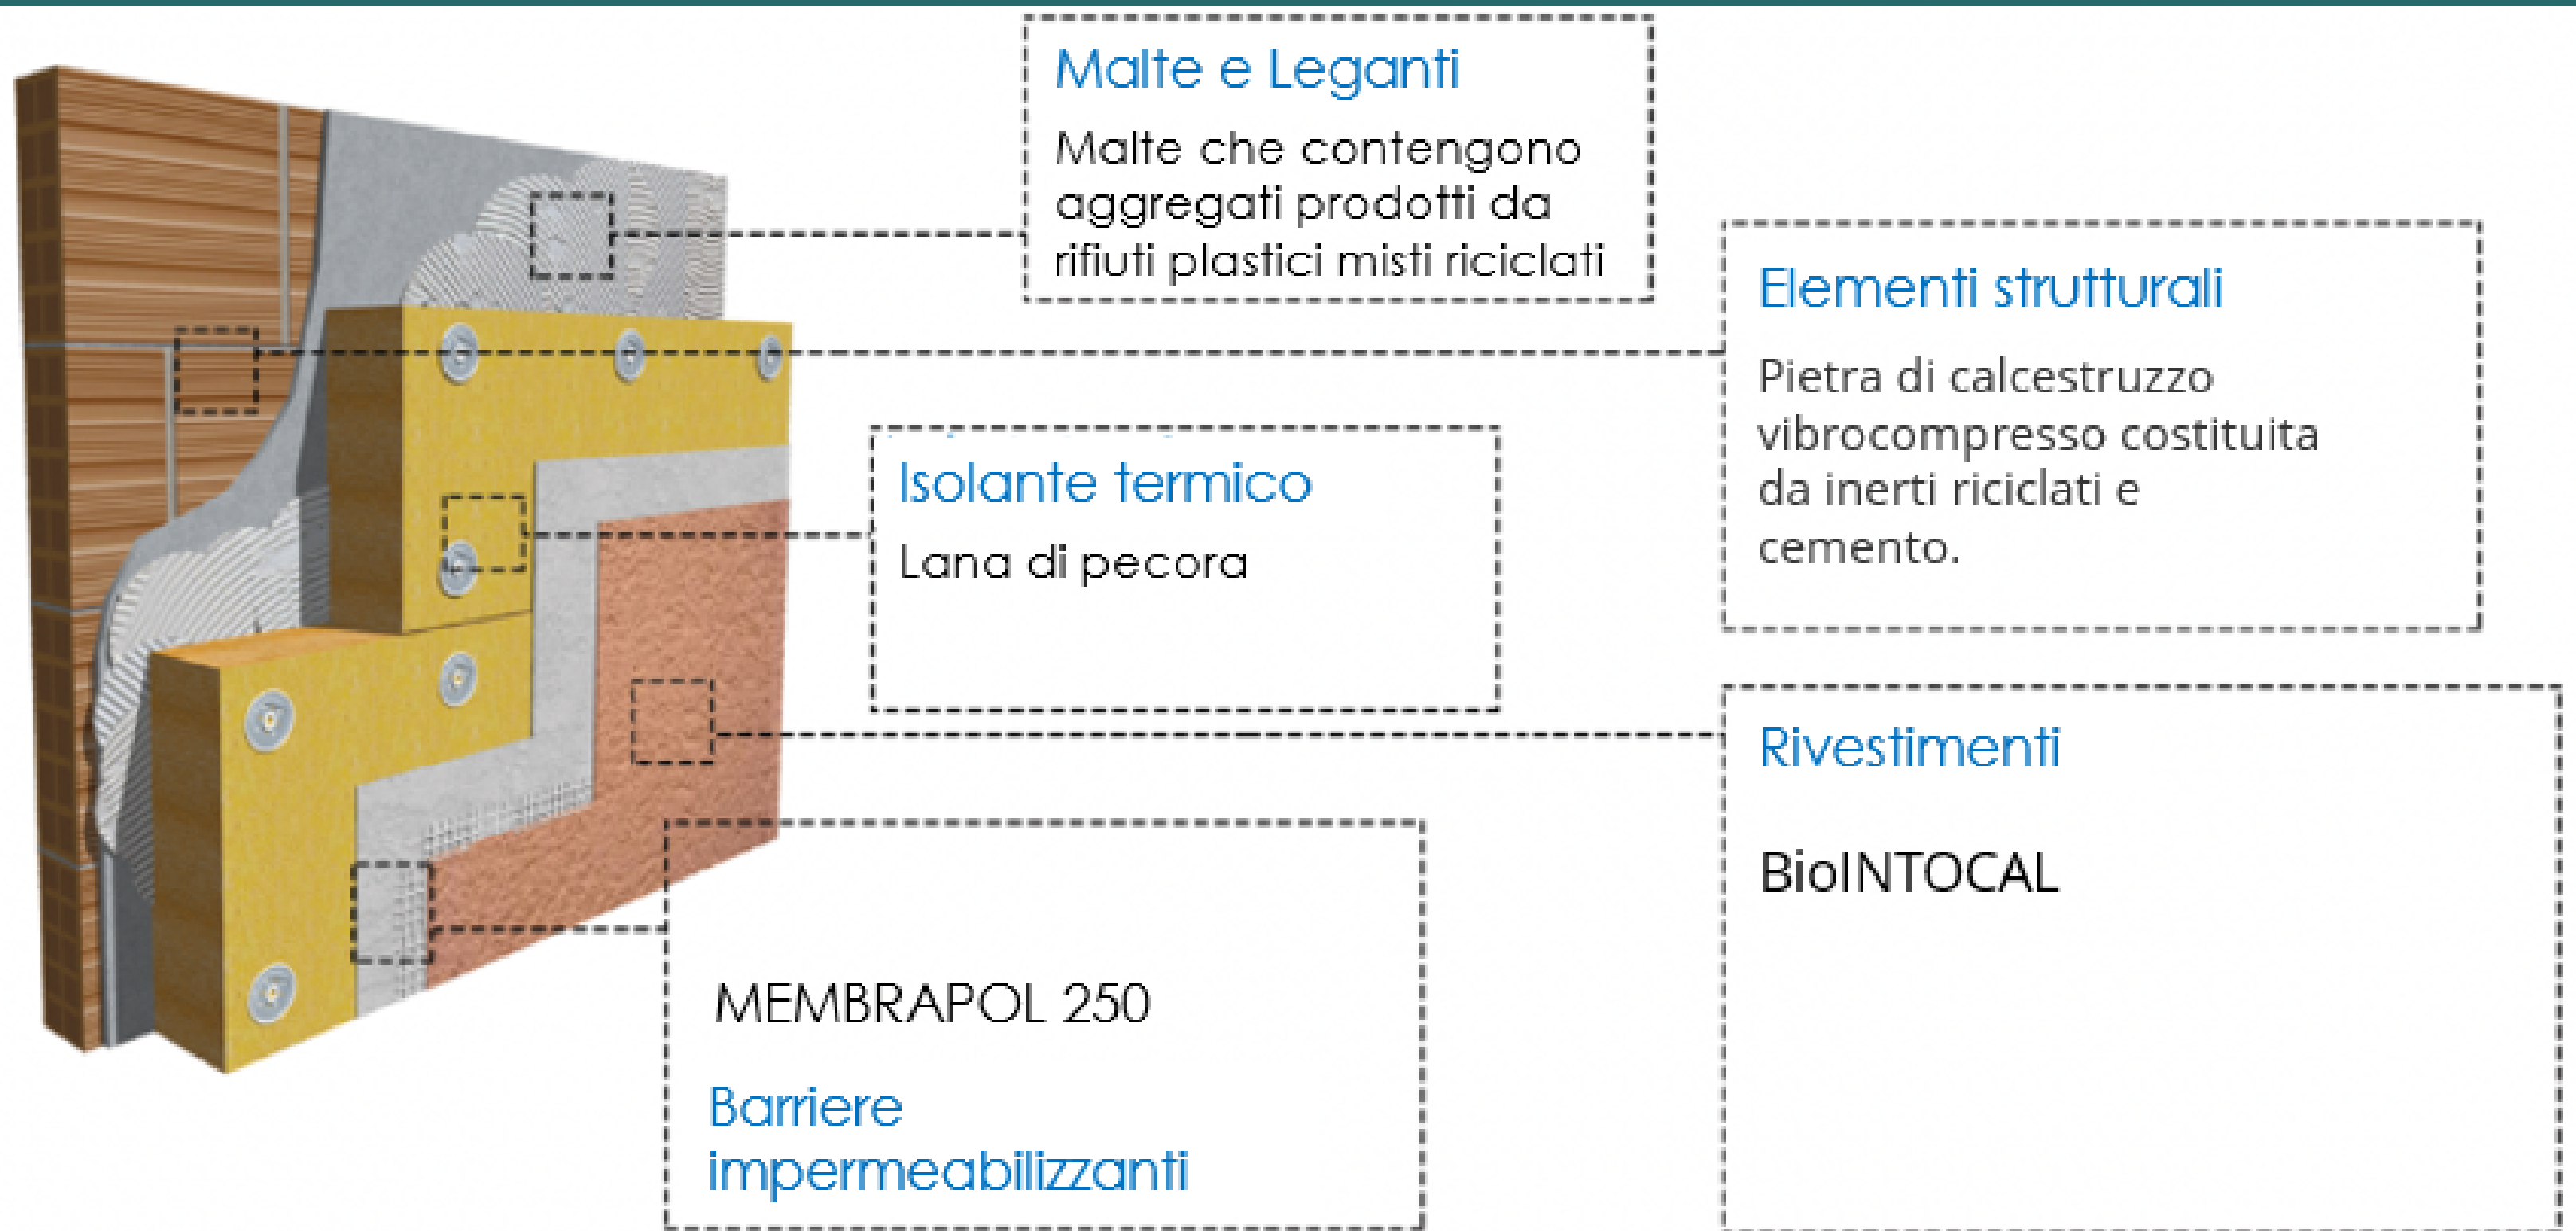 Malte e Leganti
Malte che contengono
aggregati prodotti da
rifiuti plastici misti riciclati
Elementi strutturali
Pietra di calcestruzzo
vibrocompresso costituita
da inerti riciclati e
cemento.
Isolante termico
Lana di pecora
Rivestimenti
BioINTOCAL
MEMBRAPOL 250
Barriere
impermeabilizzanti